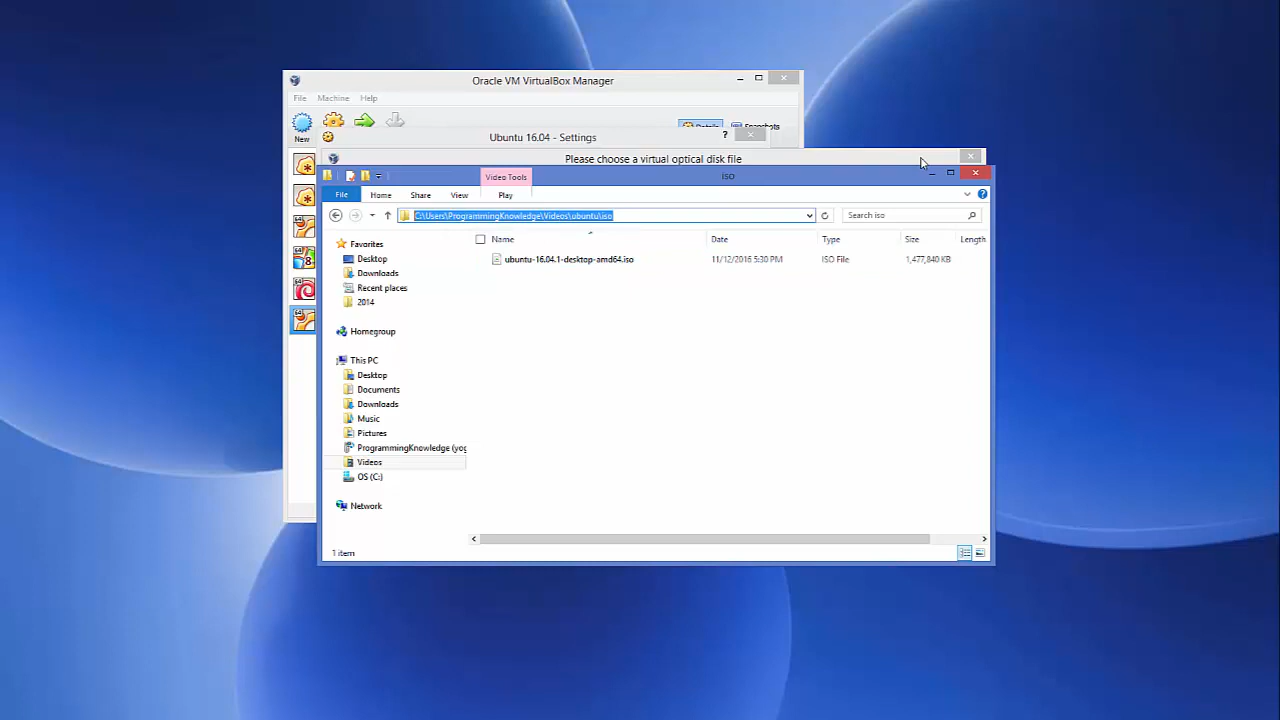 Oracle VM VirtualBox Manager
File Machine Help
New
Snapshots
Ubuntu 16.04 - Settings
?
Please choose a virtual optical disk file
Video Tools
iso
File Home Share View Play
C:\Users\ProgrammingKnowledge\Videos\ubuntu\iso
Search iso
Name Date Type Size Length
ubuntu-16.04.1-desktop-amd64.iso 11/12/2016 5:30 PM ISO File 1,477,840 KB
Favorites
Desktop
Downloads
Recent places
2014
Homegroup
This PC
Desktop
Documents
Downloads
Music
Pictures
ProgrammingKnowledge (yog
Videos
OS (C:)
Network
1 item